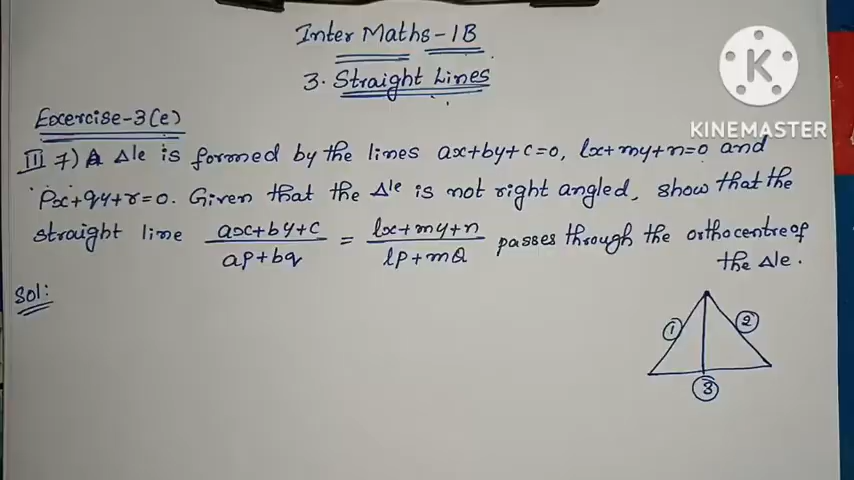 Inter Maths-1B
3. Straight Lines
K
KINEMASTER
Excercise-3(e)
III 7) A Δle is formed by the lines ax+by+c=0, lx+my+n=0 and
Px+qy+r=0. Given that the Δle is not right angled, show that the
straight line ax+by+c/ap+bq = lx+my+n/lp+mq passes through the orthocentre of
the Δle.
Sol:
1 2
3